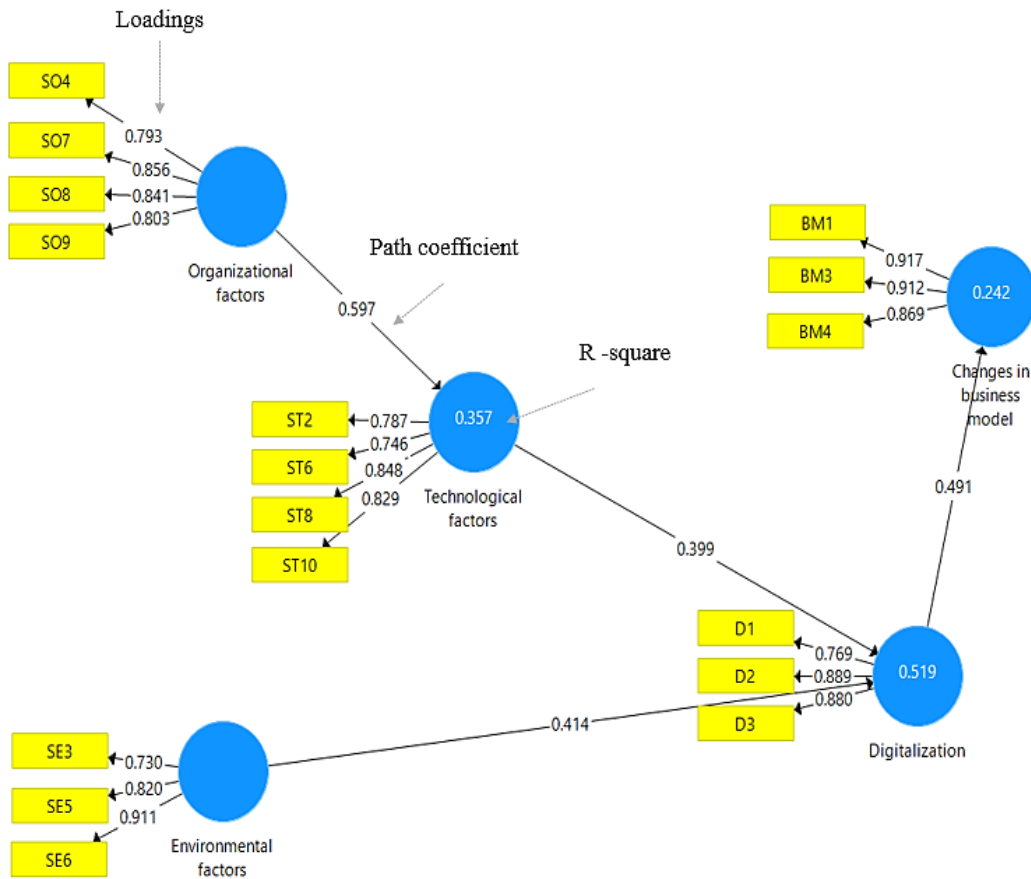 Loadings
SO4
0.793
SO7
0.856
SO8
0.841
SO9
0.803
Organizational
factors
Path coefficient
0.597
R -square
BM1
0.917
BM3
0.912
BM4
0.869
0.242
Changes in
business
model
ST2
0.787
ST6
0.746
ST8
0.848
ST10
0.829
0.357
Technological
factors
0.399
0.491
D1
0.769
D2
0.889
D3
0.880
0.519
Digitalization
0.414
SE3
0.730
SE5
0.820
SE6
0.911
Environmental
factors